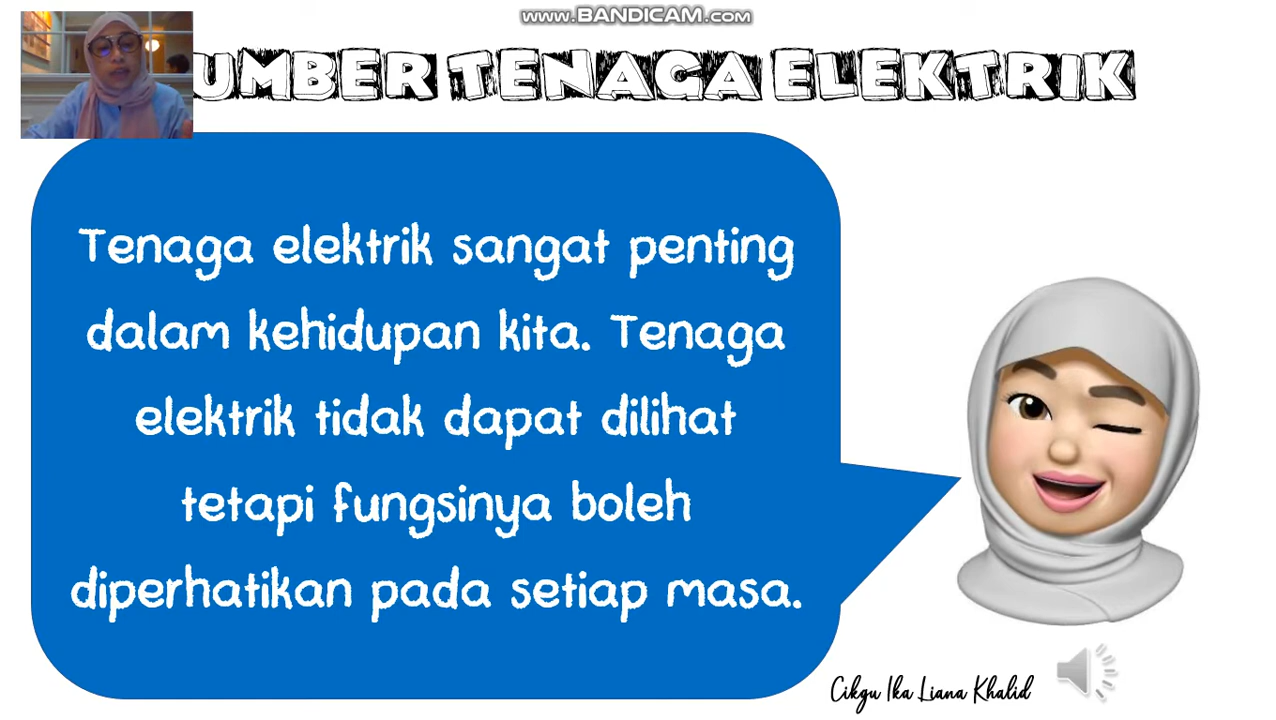 www.BANDICAM.com
UMBER TENAGA ELEKTRIK
Tenaga elektrik sangat penting
dalam kehidupan kita. Tenaga
elektrik tidak dapat dilihat
tetapi fungsinya boleh
diperhatikan pada setiap masa.
Cikgu Ika Liana Khalid